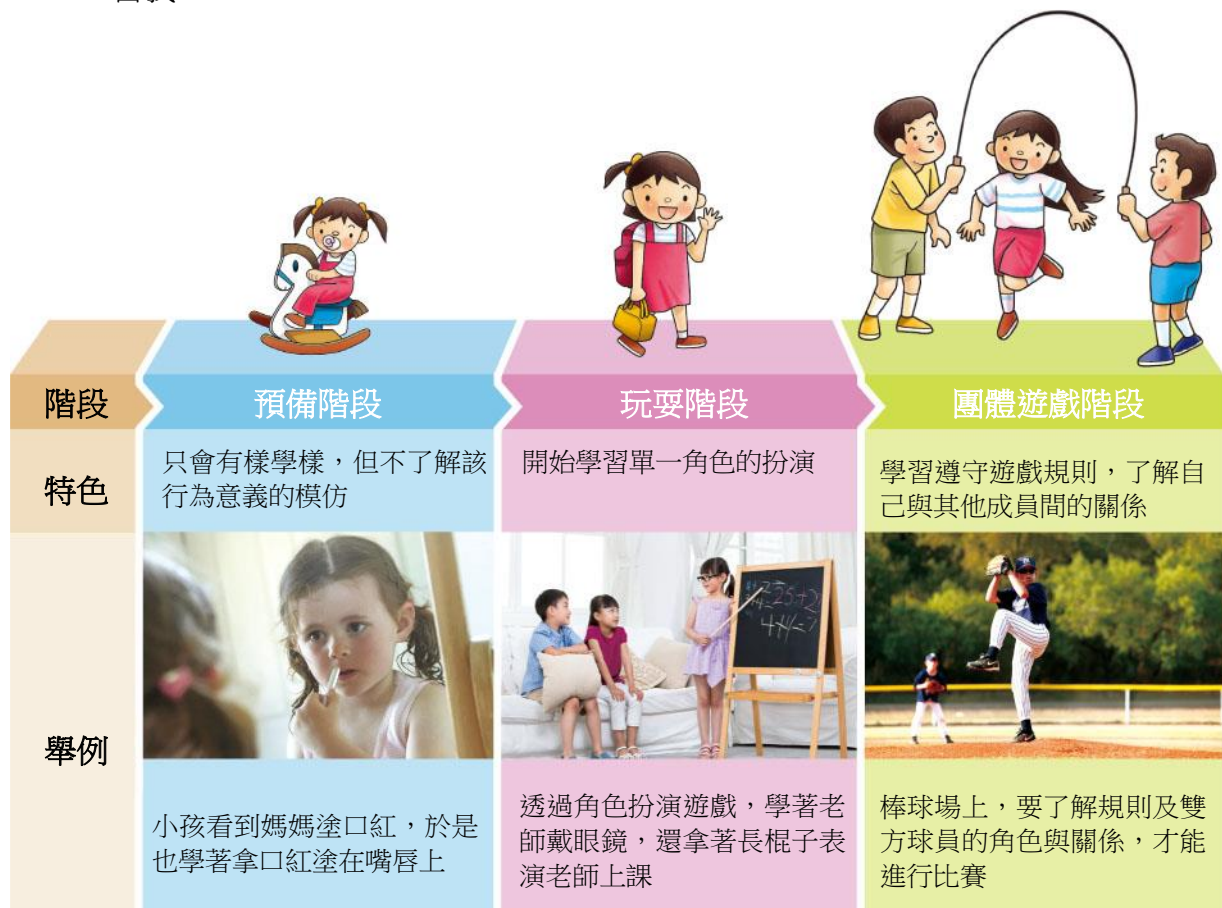 階段
預備階段
玩耍階段
團體遊戲階段
特色
只會有樣學樣，但不了解該
行為意義的模仿
開始學習單一角色的扮演
學習遵守遊戲規則，了解自
己與其他成員間的關係
舉例
小孩看到媽媽塗口紅，於是
也學著拿口紅塗在嘴唇上
透過角色扮演遊戲，學著老
師戴眼鏡，還拿著長棍子表
演老師上課
棒球場上，要了解規則及雙
方球員的角色與關係，才能
進行比賽